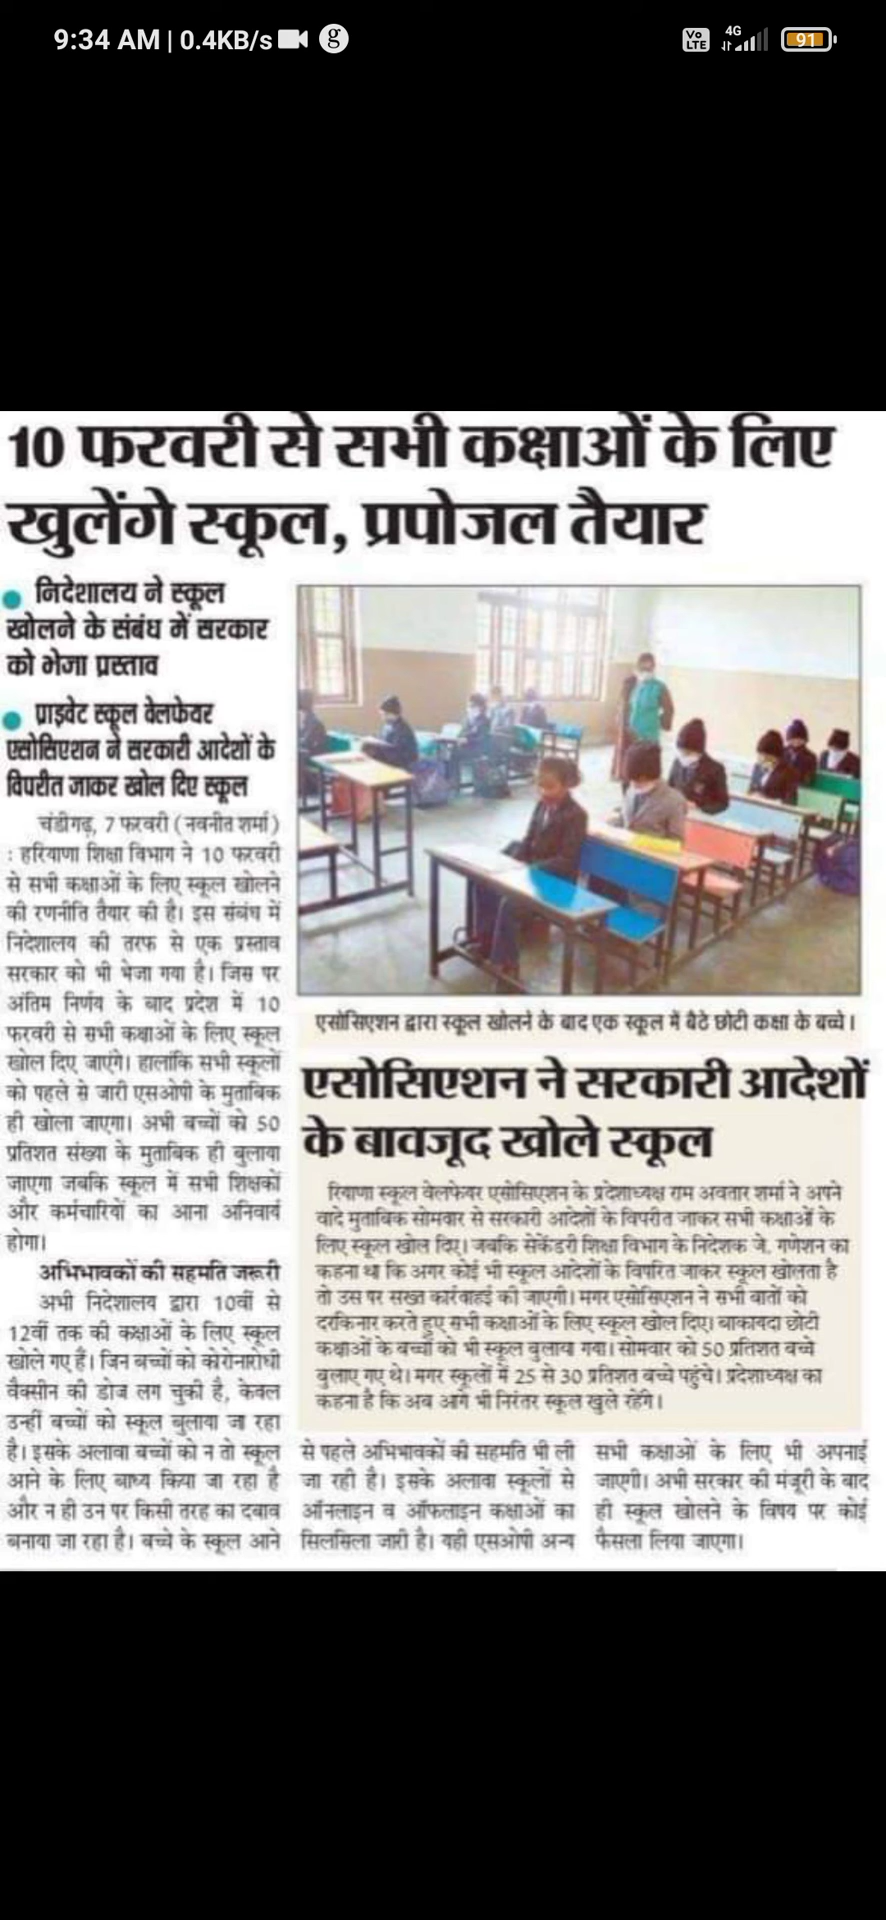 9:34 AM | 0.4KB/s
g
Vo LTE
4G
91
10 फरवरी से सभी कक्षाओं के लिए
खुलेंगे स्कूल, प्रपोजल तैयार
निदेशालय ने स्कूल
खोलने के संबंध में सरकार
को भेजा प्रस्ताव
प्राइवेट स्कूल वेलफेयर
एसोसिएशन ने सरकारी आदेशों के
विपरीत जाकर खोल दिए स्कूल
चंडीगढ़, 7 फरवरी (नवनीत शर्मा)
: हरियाणा शिक्षा विभाग ने 10 फरवरी
से सभी कक्षाओं के लिए स्कूल खोलने
की रणनीति तैयार की है। इस संबंध में
निदेशालय की तरफ से एक प्रस्ताव
सरकार को भी भेजा गया है। जिस पर
अंतिम निर्णय के बाद प्रदेश में 10
फरवरी से सभी कक्षाओं के लिए स्कूल
खोल दिए जाएंगे। हालांकि सभी स्कूलों
को पहले से जारी एसओपी के मुताबिक
ही खोला जाएगा। अभी बच्चों को 50
प्रतिशत संख्या के मुताबिक ही बुलाया
जाएगा जबकि स्कूल में सभी शिक्षकों
और कर्मचारियों का आना अनिवार्य
होगा।
अभिभावकों की सहमति जरूरी
अभी निदेशालय द्वारा 10वीं से
12वीं तक की कक्षाओं के लिए स्कूल
खोले गए हैं। जिन बच्चों को कोरोनारोधी
वैक्सीन की डोज लग चुकी है, केवल
उन्हीं बच्चों को स्कूल बुलाया जा रहा
है। इसके अलावा बच्चों को न तो स्कूल
आने के लिए बाध्य किया जा रहा है
और न ही उन पर किसी तरह का दबाव
बनाया जा रहा है। बच्चे के स्कूल आने
से पहले अभिभावकों की सहमति भी ली
जा रही है। इसके अलावा स्कूलों से
ऑनलाइन व ऑफलाइन कक्षाओं का
सिलसिला जारी है। यही एसओपी अन्य
सभी कक्षाओं के लिए भी अपनाई
जाएगी। अभी सरकार की मंजूरी के बाद
ही स्कूल खोलने के विषय पर कोई
फैसला लिया जाएगा।
एसोसिएशन द्वारा स्कूल खोलने के बाद एक स्कूल में बैठे छोटी कक्षा के बच्चे।
एसोसिएशन ने सरकारी आदेशों
के बावजूद खोले स्कूल
रियाणा स्कूल वेलफेयर एसोसिएशन के प्रदेशाध्यक्ष राम अवतार शर्मा ने अपने
वादे मुताबिक सोमवार से सरकारी आदेशों के विपरीत जाकर सभी कक्षाओं के
लिए स्कूल खोल दिए। जबकि सेकेंडरी शिक्षा विभाग के निदेशक जे. गणेशन का
कहना था कि अगर कोई भी स्कूल आदेशों के विपरित जाकर स्कूल खोलता है
तो उस पर सख्त कार्रवाई की जाएगी। मगर एसोसिएशन ने सभी बातों को
दरकिनार करते हुए सभी कक्षाओं के लिए स्कूल खोल दिए। बाकायदा छोटी
कक्षाओं के बच्चों को भी स्कूल बुलाया गया। सोमवार को 50 प्रतिशत बच्चे
बुलाए गए थे। मगर स्कूलों में 25 से 30 प्रतिशत बच्चे पहुंचे। प्रदेशाध्यक्ष का
कहना है कि अब आगे भी निरंतर स्कूल खुले रहेंगे।